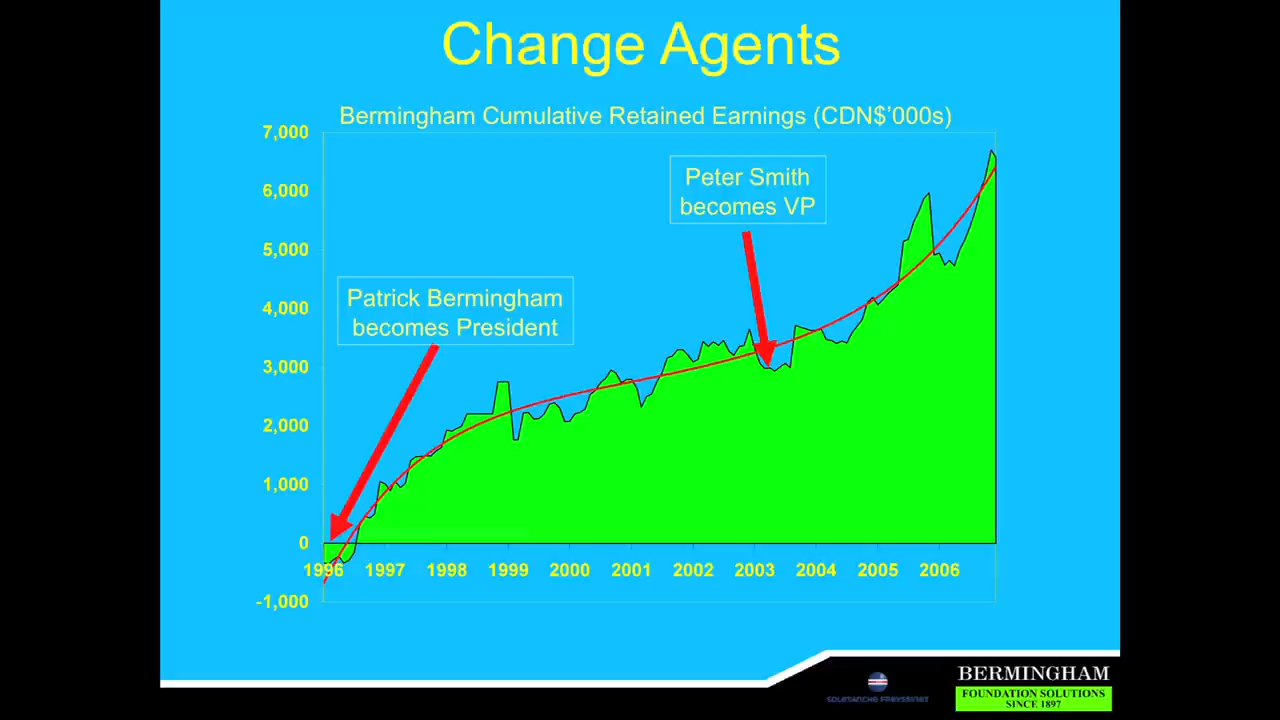 Change Agents
Bermingham Cumulative Retained Earnings (CDN$'000s)
7,000
6,000
5,000
4,000
3,000
2,000
1,000
0
-1,000
Peter Smith
becomes VP
Patrick Bermingham
becomes President
1996 1997 1998 1999 2000 2001 2002 2003 2004 2005 2006
SOLETANCHE FREYSSINET
BERMINGHAM
FOUNDATION SOLUTIONS
SINCE 1897